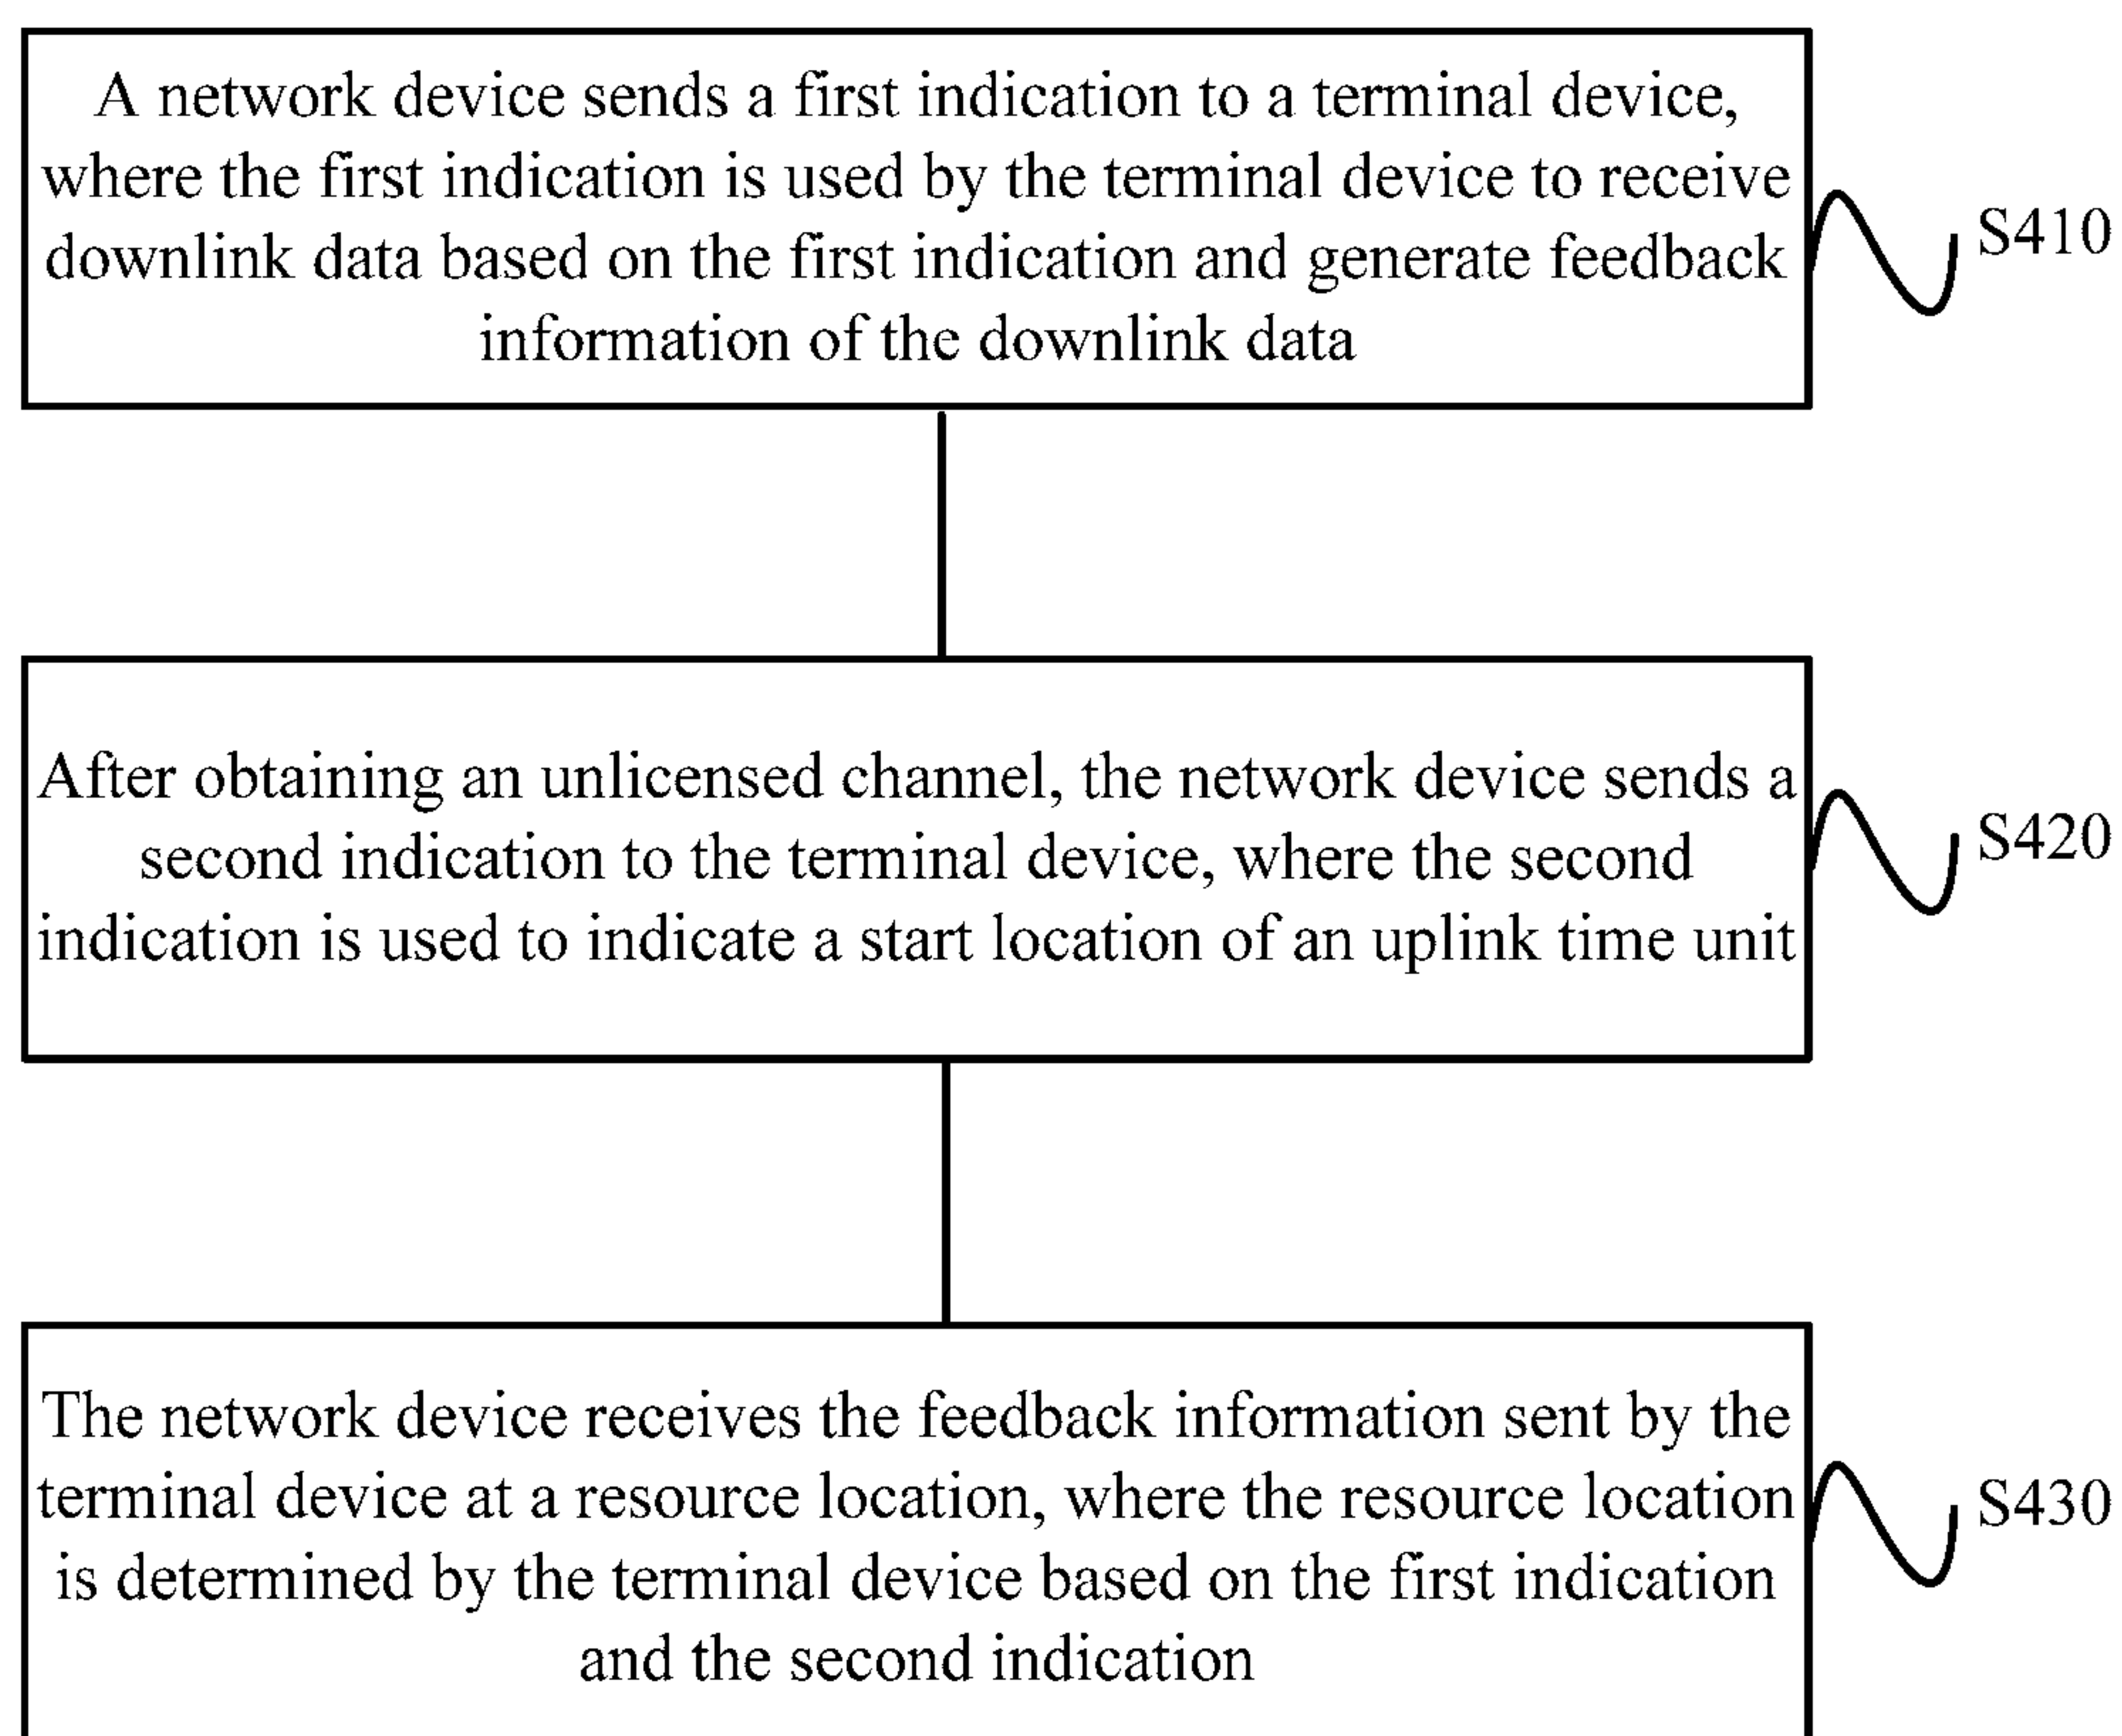 A network device sends a first indication to a terminal device,
where the first indication is used by the terminal device to receive
downlink data based on the first indication and generate feedback
information of the downlink data
S410
After obtaining an unlicensed channel, the network device sends a
second indication to the terminal device, where the second
indication is used to indicate a start location of an uplink time unit
S420
The network device receives the feedback information sent by the
terminal device at a resource location, where the resource location
is determined by the terminal device based on the first indication
and the second indication
S430